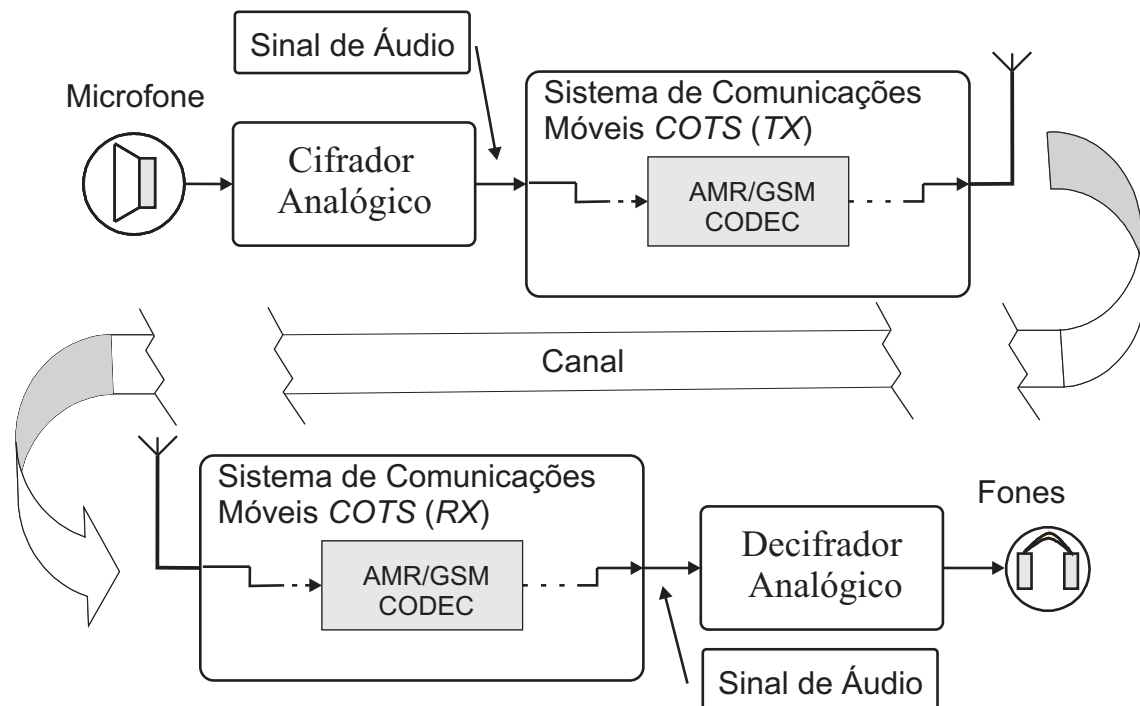 Sinal de Áudio
Microfone
Sistema de Comunicações
Móveis COTS (TX)
Cifrador
Analógico
AMR/GSM
CODEC
Canal
Sistema de Comunicações
Móveis COTS (RX)
Fones
Decifrador
Analógico
AMR/GSM
CODEC
Sinal de Áudio